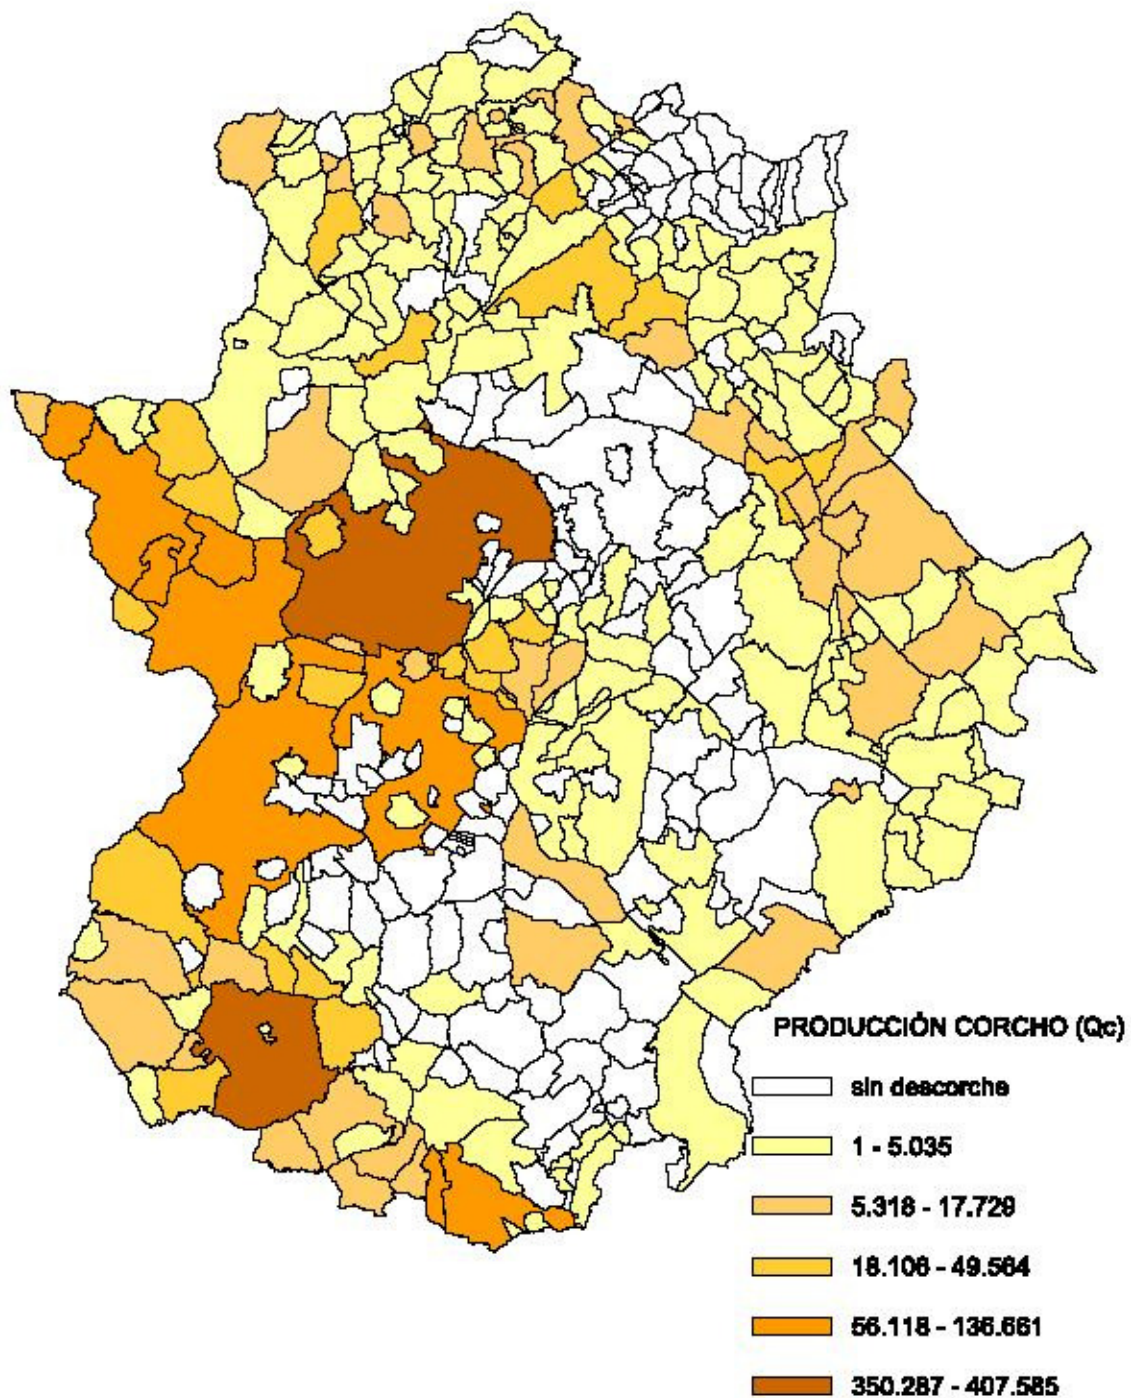 PRODUCCIÓN CORCHO (Qc)
sin descorche
1 - 5.035
5.318 - 17.729
18.106 - 49.564
56.118 - 136.661
350.287 - 407.585